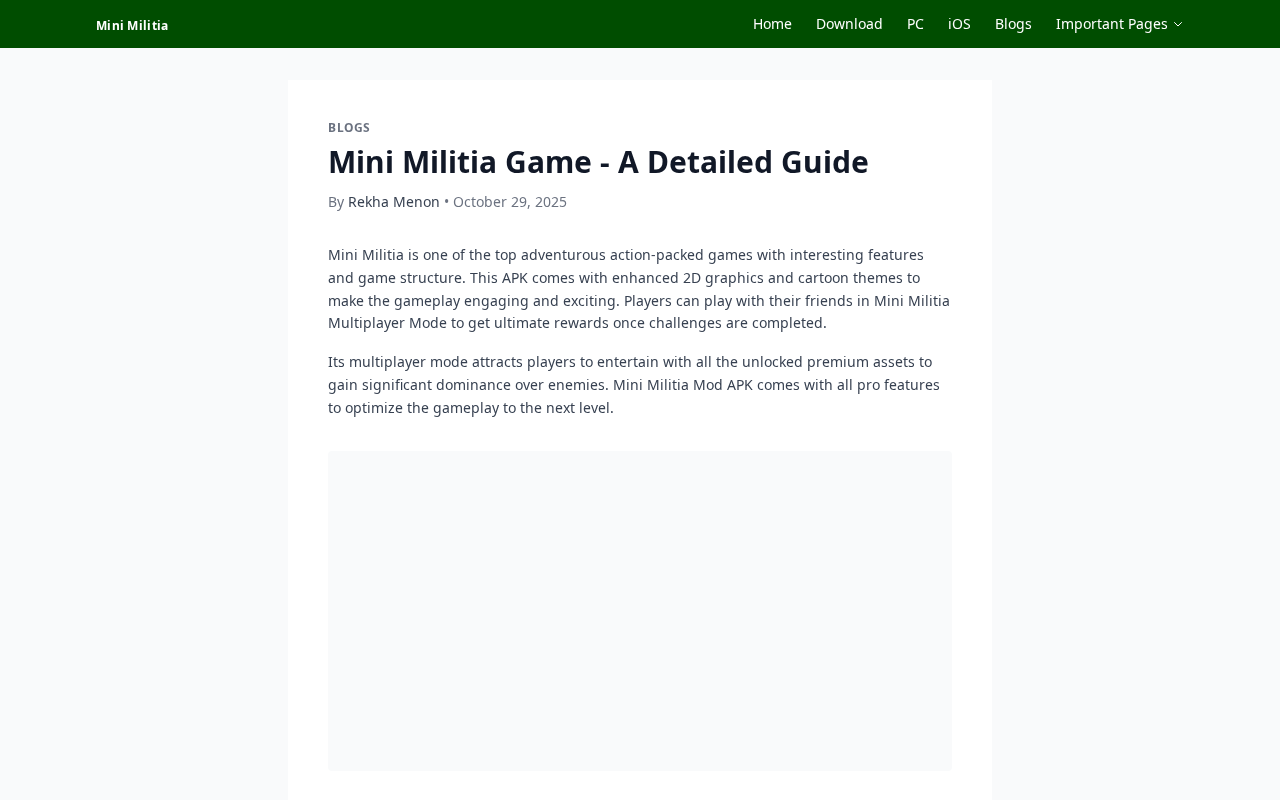 Mini Militia
Home Download PC iOS Blogs Important Pages
BLOGS
Mini Militia Game - A Detailed Guide
By Rekha Menon • October 29, 2025
Mini Militia is one of the top adventurous action-packed games with interesting features
and game structure. This APK comes with enhanced 2D graphics and cartoon themes to
make the gameplay engaging and exciting. Players can play with their friends in Mini Militia
Multiplayer Mode to get ultimate rewards once challenges are completed.
Its multiplayer mode attracts players to entertain with all the unlocked premium assets to
gain significant dominance over enemies. Mini Militia Mod APK comes with all pro features
to optimize the gameplay to the next level.